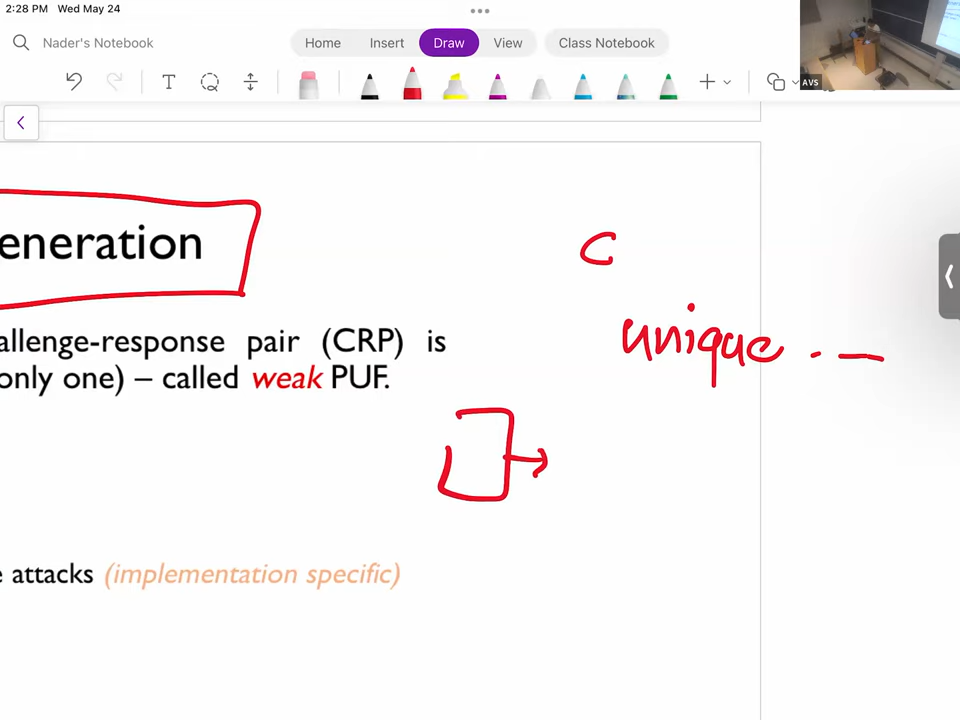 2:28 PM Wed May 24
Nader's Notebook
Home Insert Draw View Class Notebook
T
AVS
eneration
C
unique . —
allenge-response pair (CRP) is
only one) – called weak PUF.
e attacks (implementation specific)